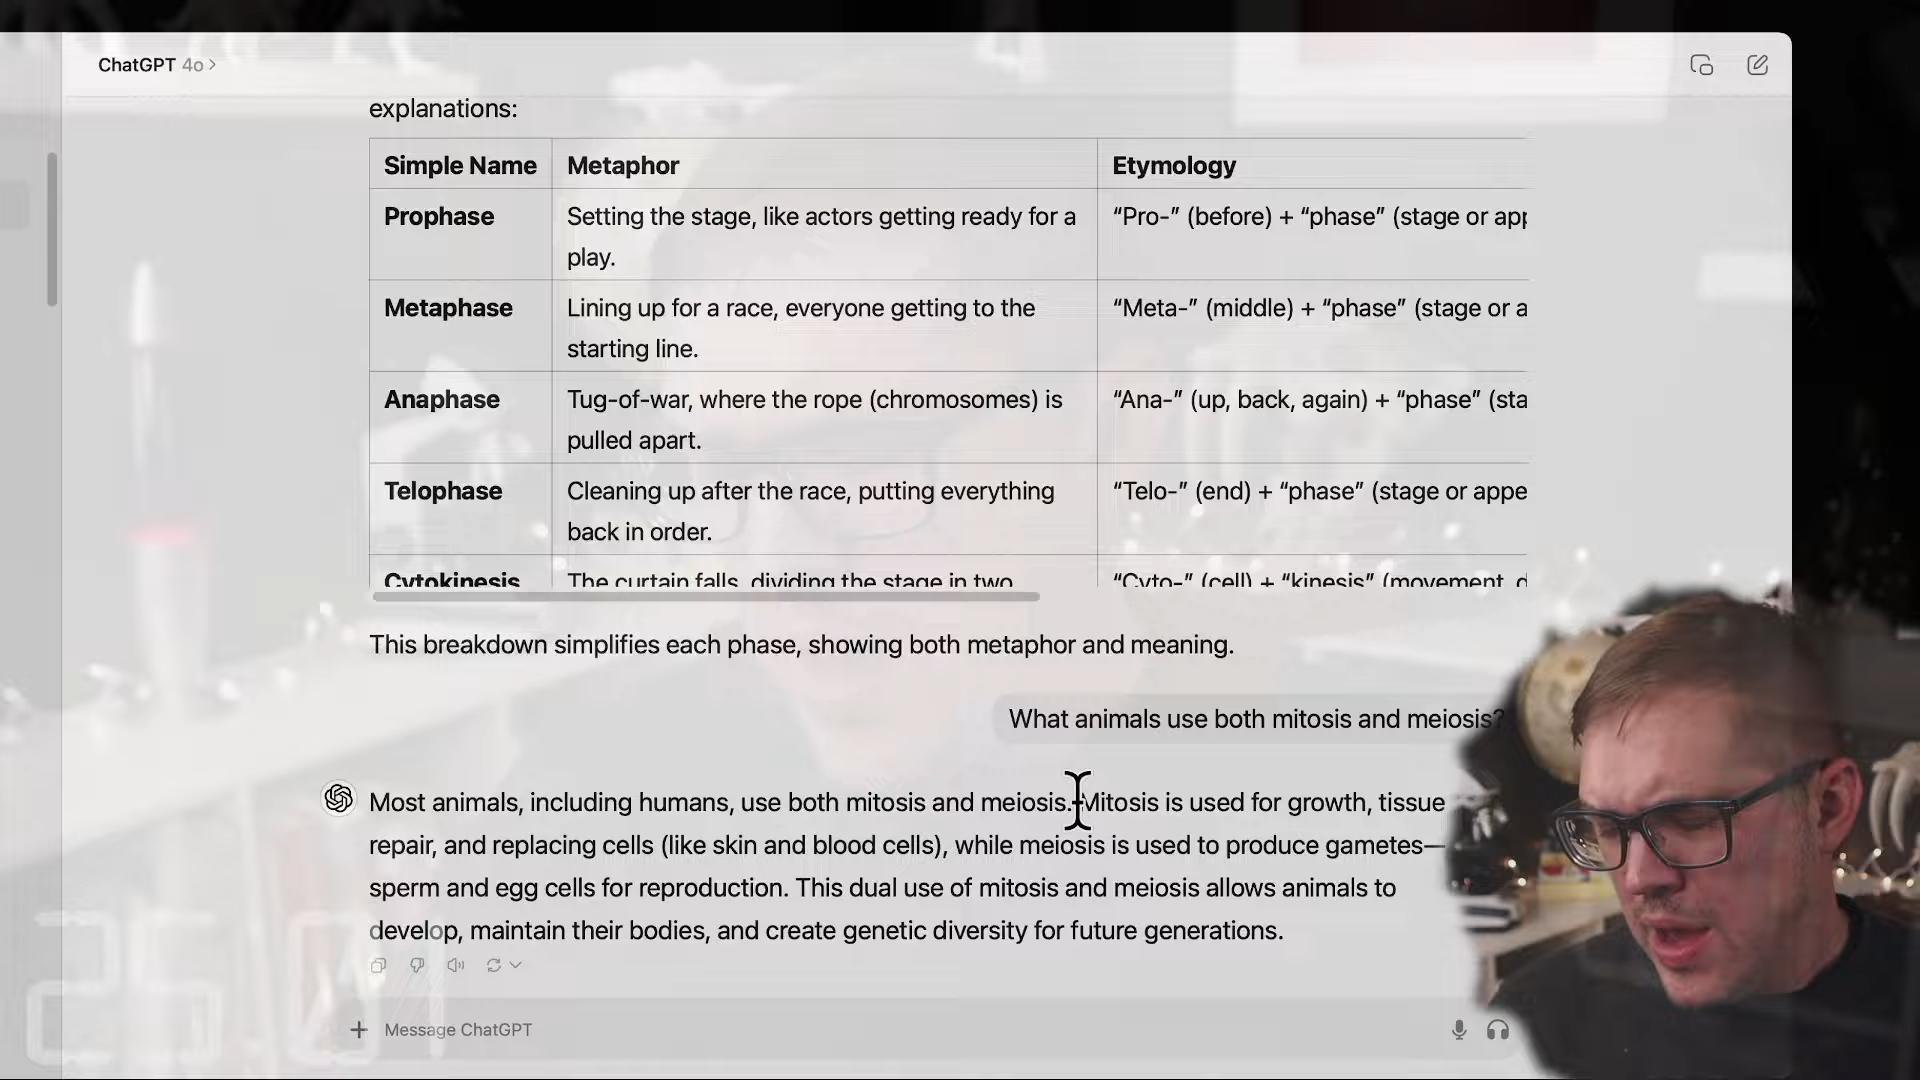 ChatGPT 4o >
explanations:
Simple Name Metaphor Etymology
Prophase Setting the stage, like actors getting ready for a “Pro-” (before) + “phase” (stage or app
play.
Metaphase Lining up for a race, everyone getting to the “Meta-” (middle) + “phase” (stage or a
starting line.
Anaphase Tug-of-war, where the rope (chromosomes) is “Ana-” (up, back, again) + “phase” (sta
pulled apart.
Telophase Cleaning up after the race, putting everything “Telo-” (end) + “phase” (stage or appe
back in order.
Cytokinesis The curtain falls, dividing the stage in two “Cyto-” (cell) + “kinesis” (movement, d
This breakdown simplifies each phase, showing both metaphor and meaning.
What animals use both mitosis and meiosis?
Most animals, including humans, use both mitosis and meiosis. Mitosis is used for growth, tissue
repair, and replacing cells (like skin and blood cells), while meiosis is used to produce gametes—
sperm and egg cells for reproduction. This dual use of mitosis and meiosis allows animals to
develop, maintain their bodies, and create genetic diversity for future generations.
+ Message ChatGPT